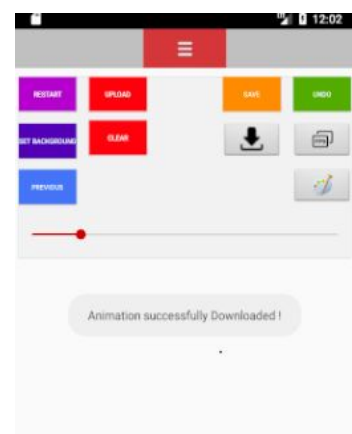 12:02
RESTART UPLOAD SAVE UNDO
SET BACKGROUND CLEAR
PREVIOUS
Animation successfully Downloaded !